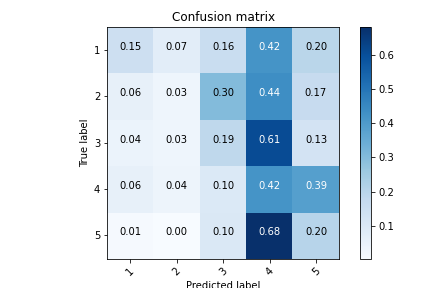 Confusion matrix
True label
1 0.15 0.07 0.16 0.42 0.20
2 0.06 0.03 0.30 0.44 0.17
3 0.04 0.03 0.19 0.61 0.13
4 0.06 0.04 0.10 0.42 0.39
5 0.01 0.00 0.10 0.68 0.20
1 2 3 4 5
Predicted label
0.6
0.5
0.4
0.3
0.2
0.1